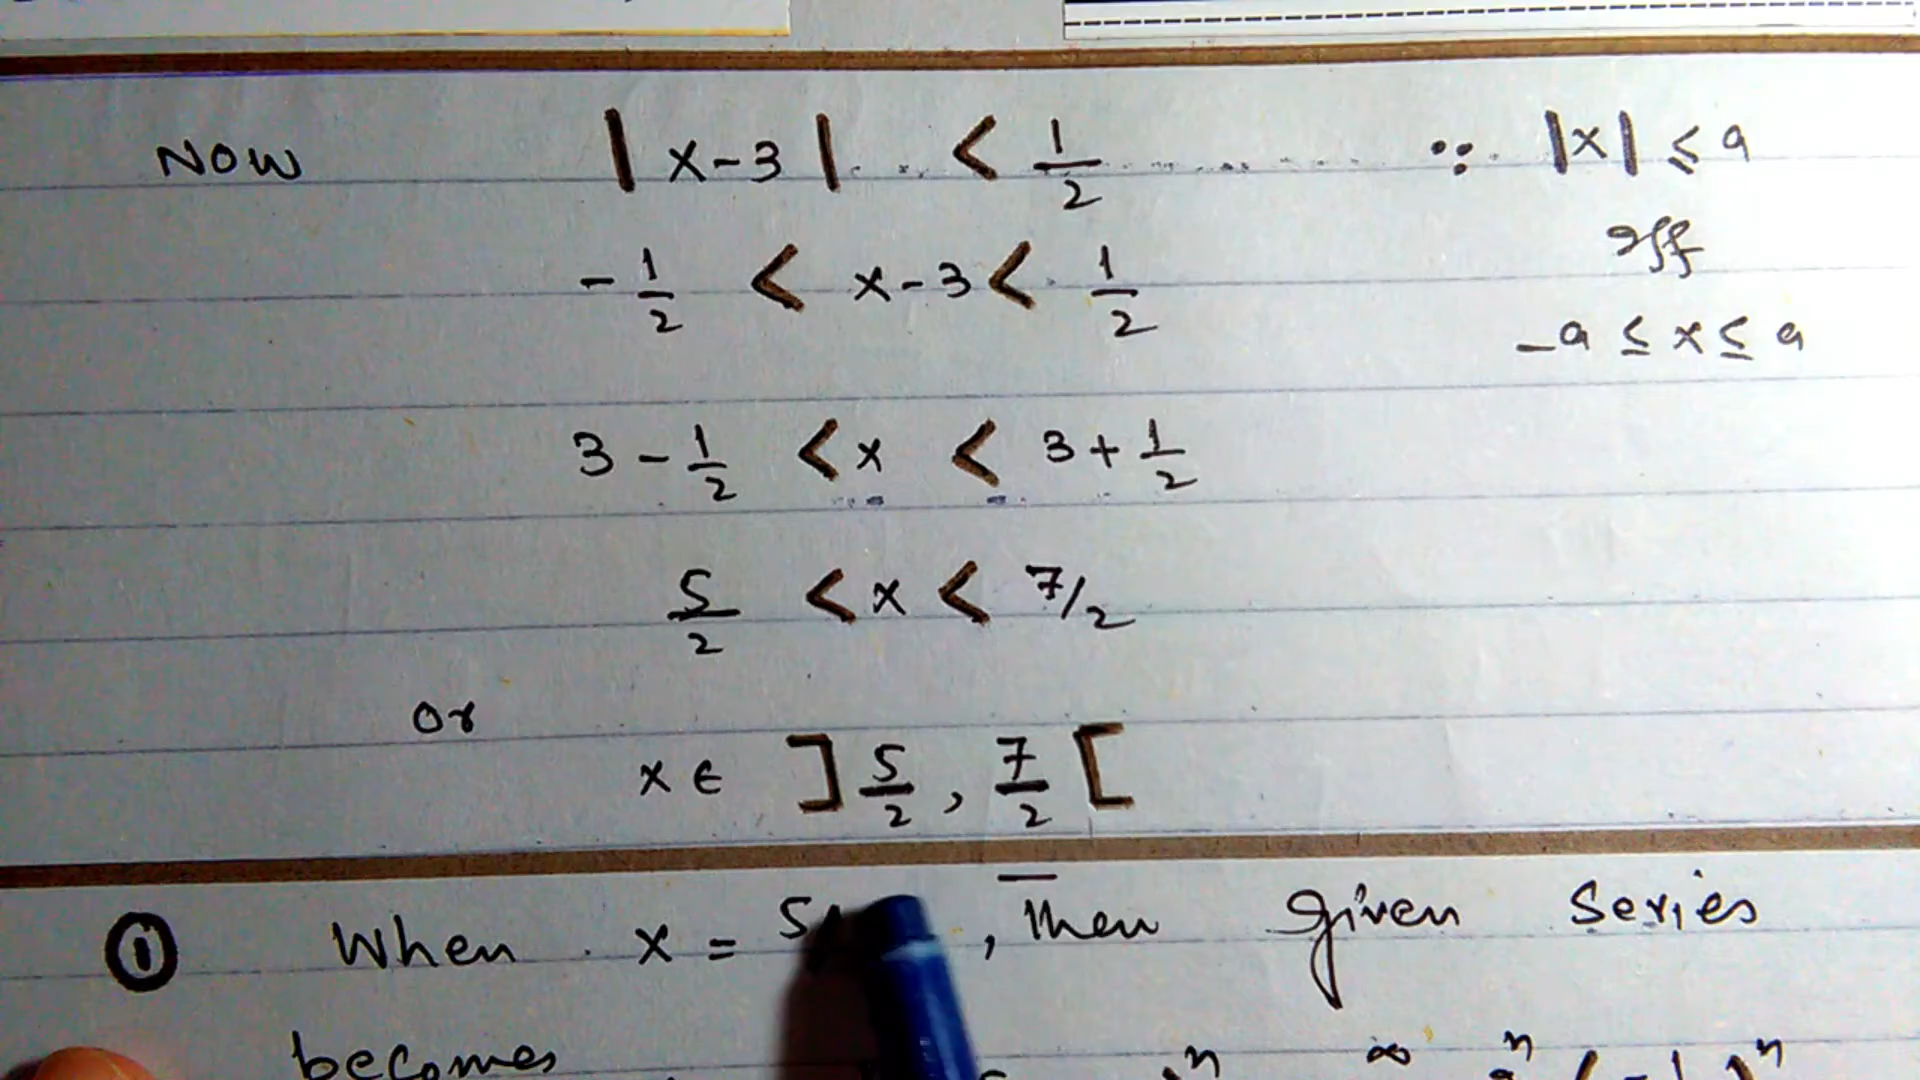 Now |x-3| < 1/2 ∵ |x| ≤ a
iff
-1/2 < x-3 < 1/2
-a ≤ x ≤ a
3 - 1/2 < x < 3 + 1/2
5/2 < x < 7/2
or
x ∈ ]5/2, 7/2[
① When x = 5 , then given series
becomes